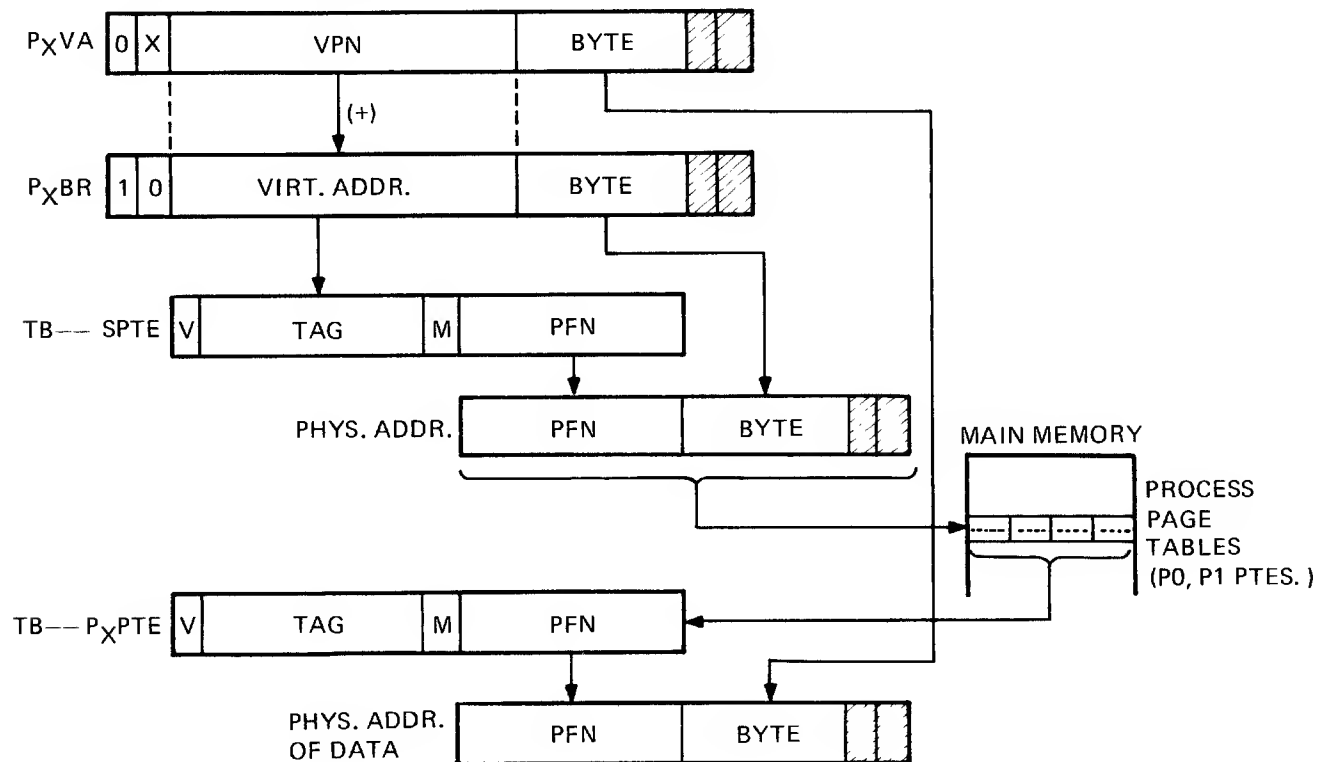 PXVA 0 X VPN BYTE
(+)
PXBR 1 0 VIRT. ADDR. BYTE
TB–– SPTE V TAG M PFN
PHYS. ADDR. PFN BYTE
MAIN MEMORY
PROCESS
PAGE
TABLES
(P0, P1 PTES. )
TB–– PXPTE V TAG M PFN
PHYS. ADDR.
OF DATA
PFN BYTE